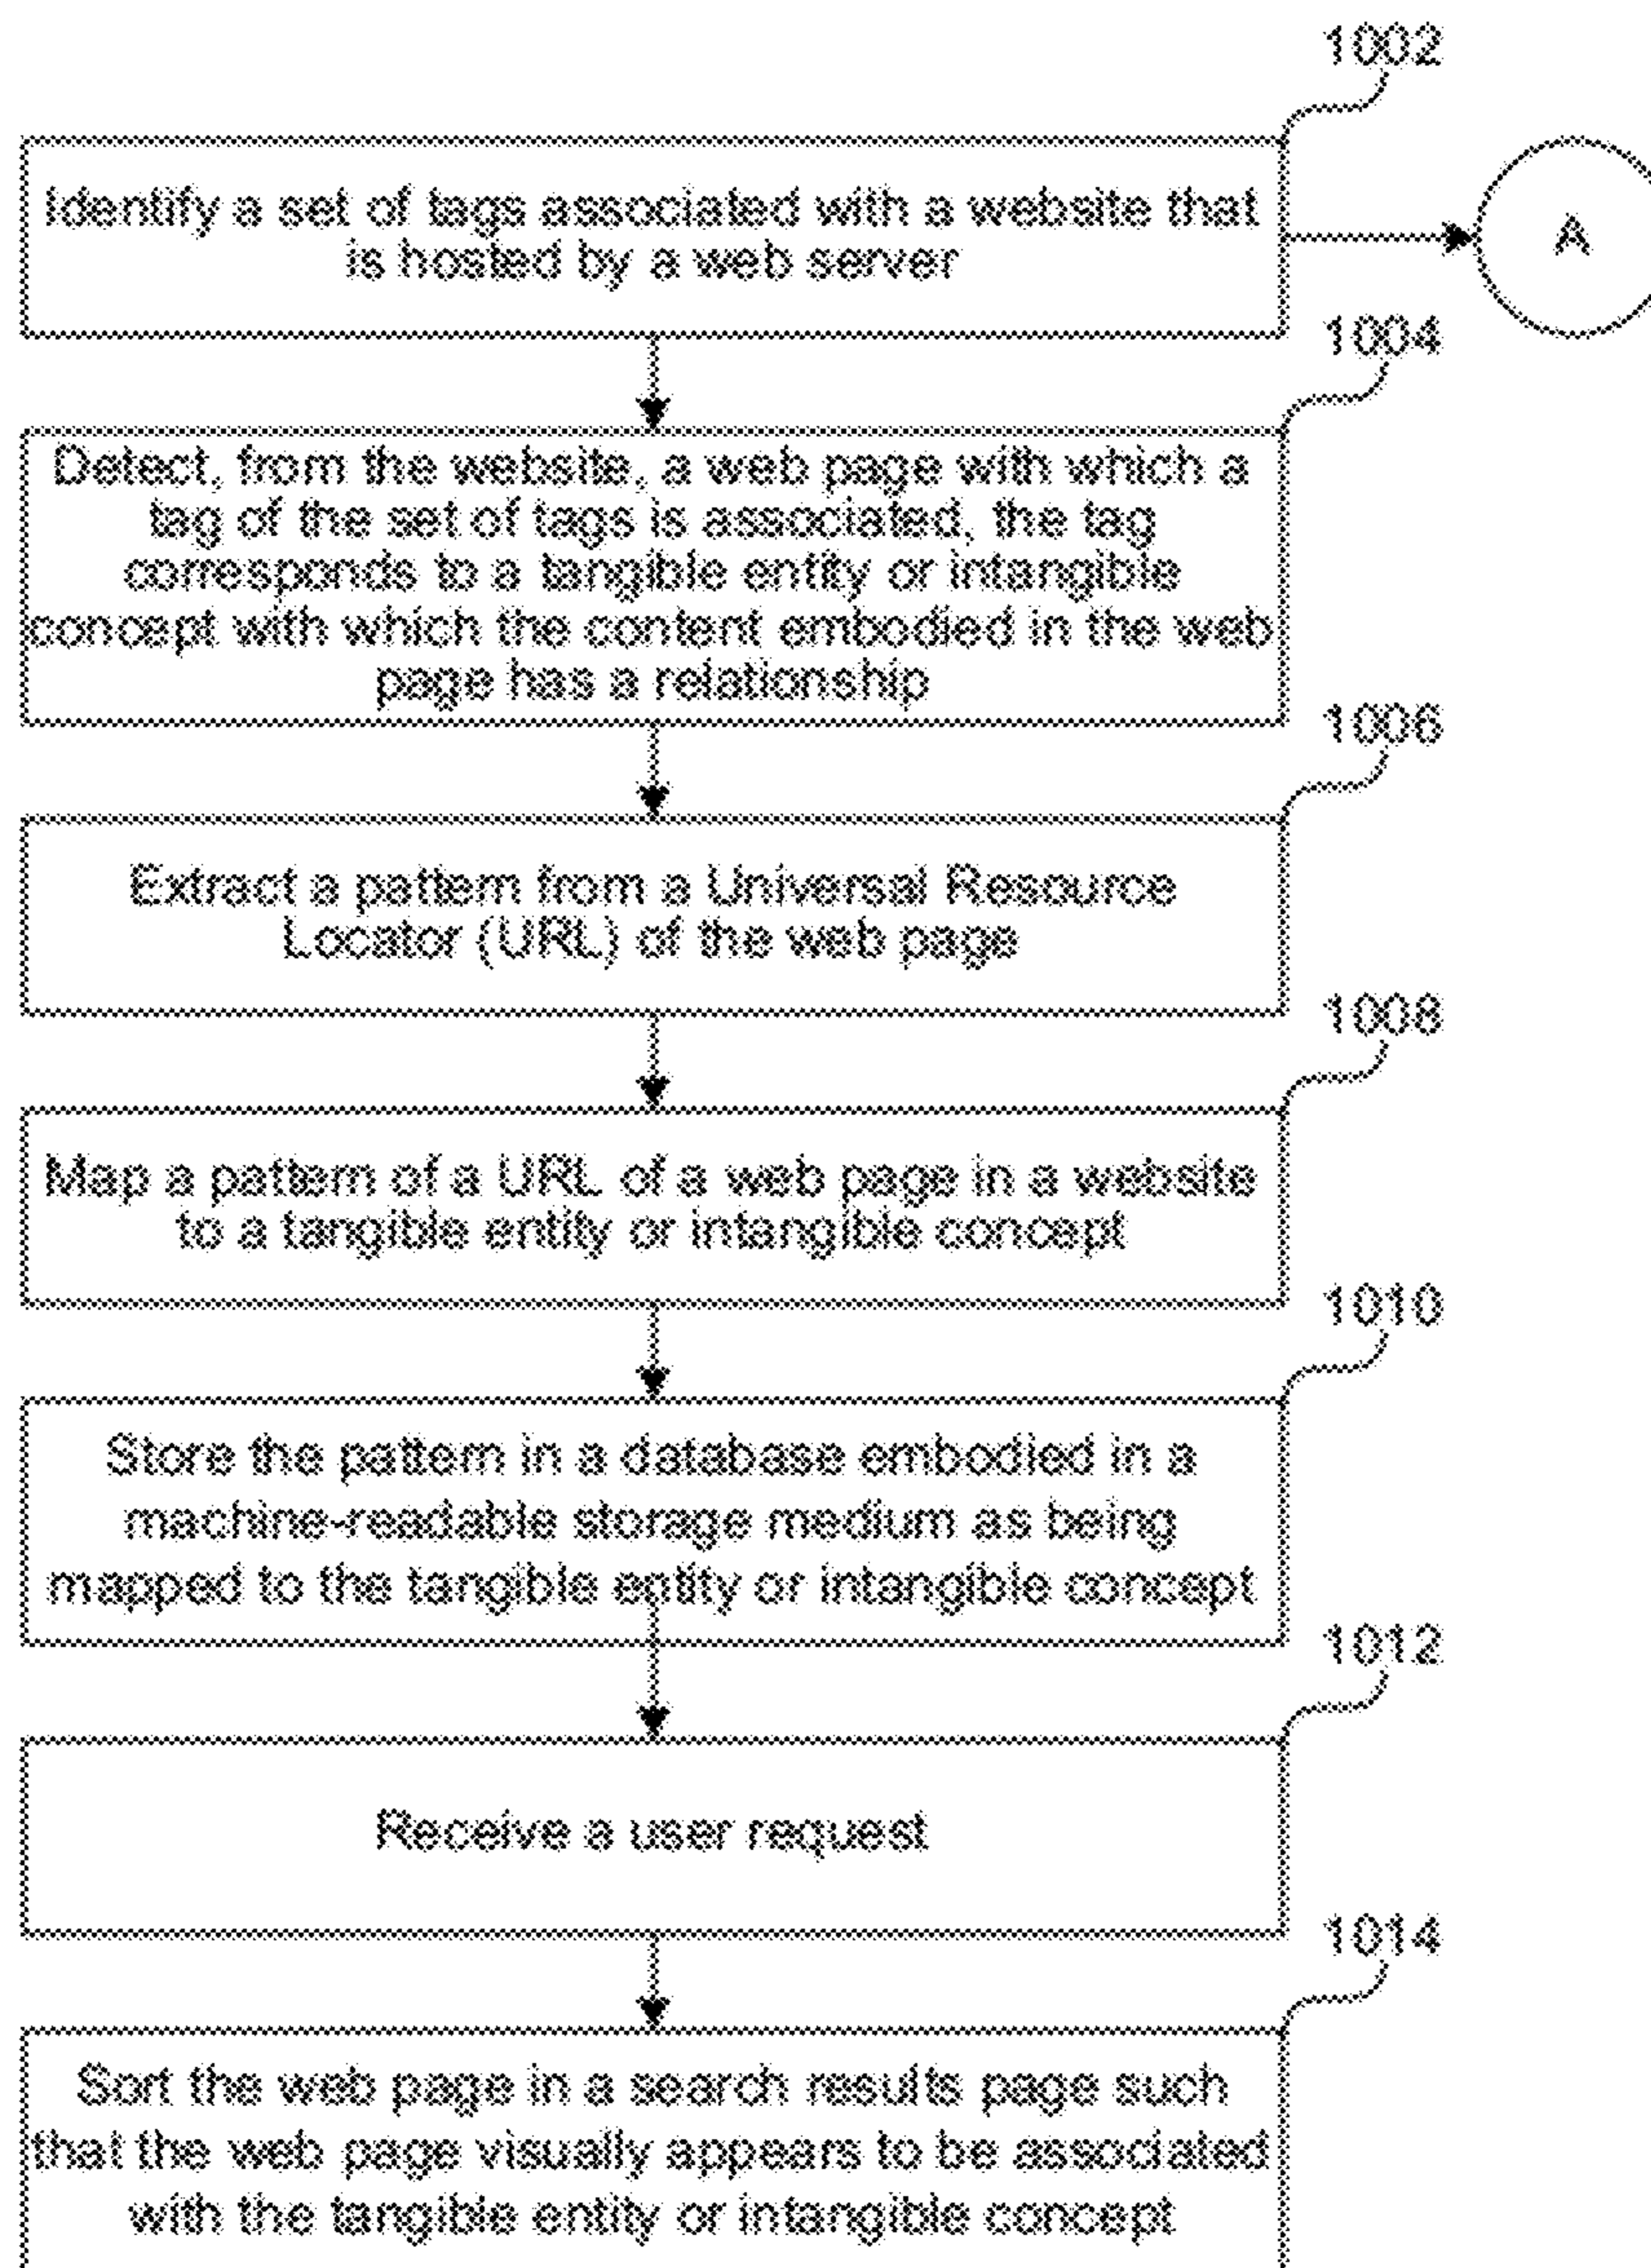 1002
Identify a set of tags associated with a website that
is hosted by a web server
A
1004
Detect, from the website, a web page with which a
tag of the set of tags is associated, the tag
corresponds to a tangible entity or intangible
concept with which the content embodied in the web
page has a relationship
1006
Extract a pattern from a Universal Resource
Locator (URL) of the web page
1008
Map a pattern of a URL of a web page in a website
to a tangible entity or intangible concept
1010
Store the pattern in a database embodied in a
machine-readable storage medium as being
mapped to the tangible entity or intangible concept
1012
Receive a user request
1014
Sort the web page in a search results page such
that the web page visually appears to be associated
with the tangible entity or intangible concept